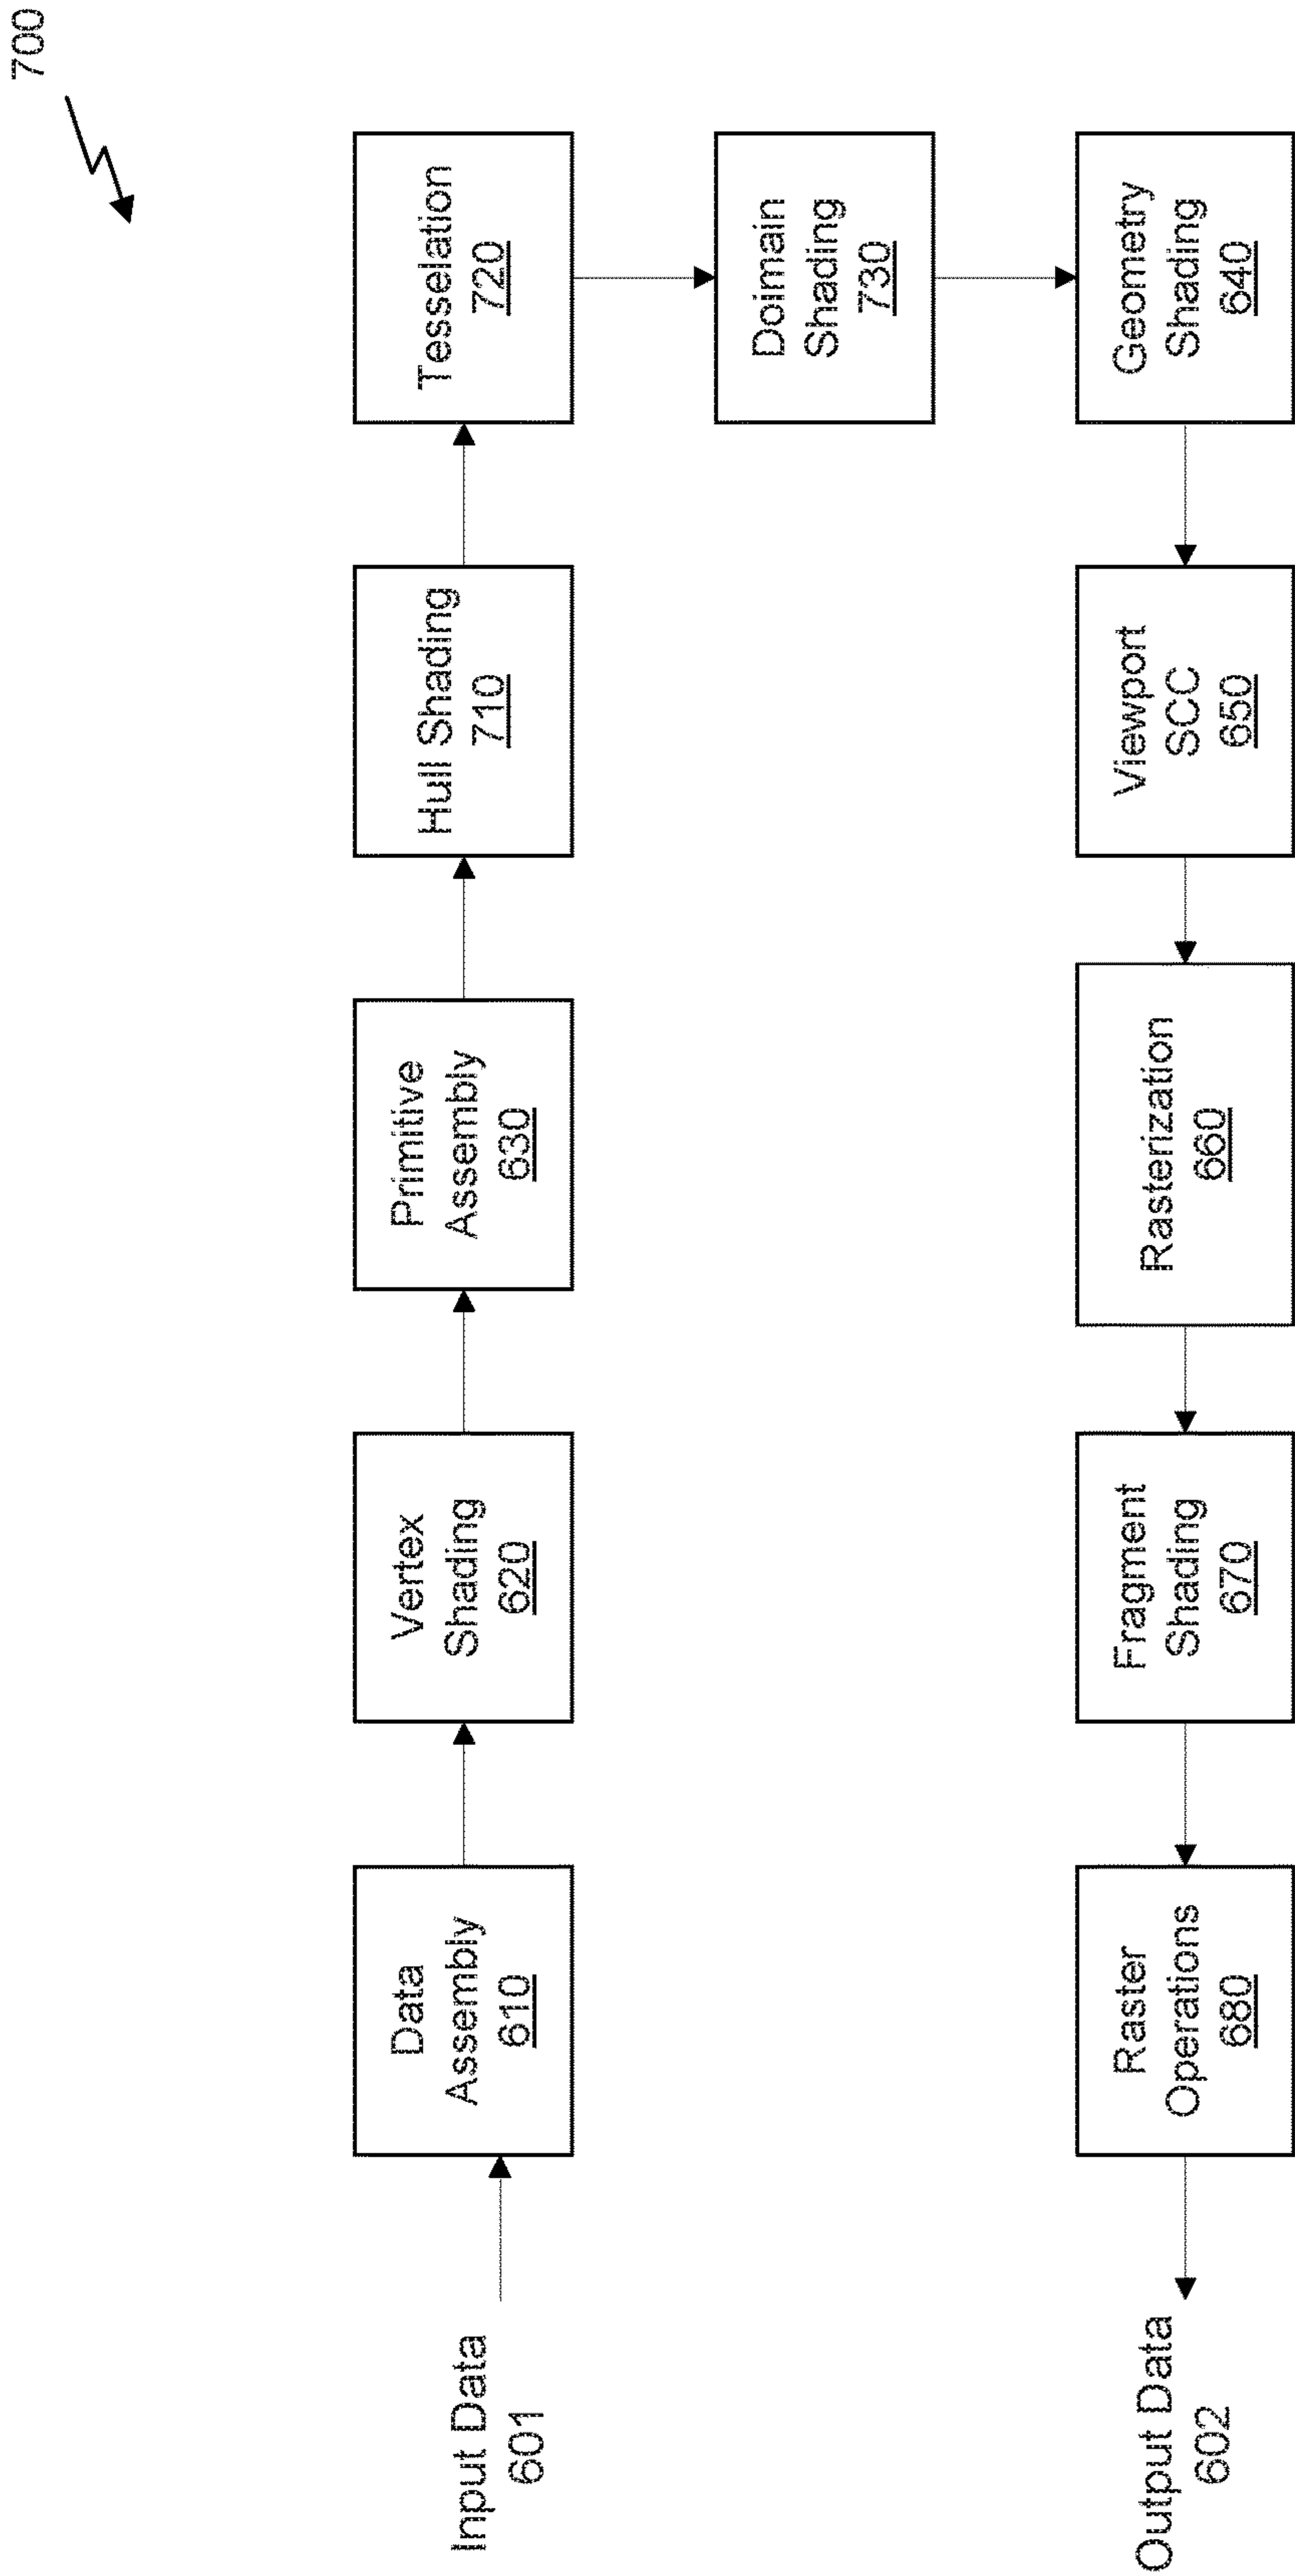 700
Input Data
601
Data
Assembly
610
Vertex
Shading
620
Primitive
Assembly
630
Hull Shading
710
Tesselation
720
Doimain
Shading
730
Geometry
Shading
640
Viewport
SCC
650
Rasterization
660
Fragment
Shading
670
Raster
Operations
680
Output Data
602